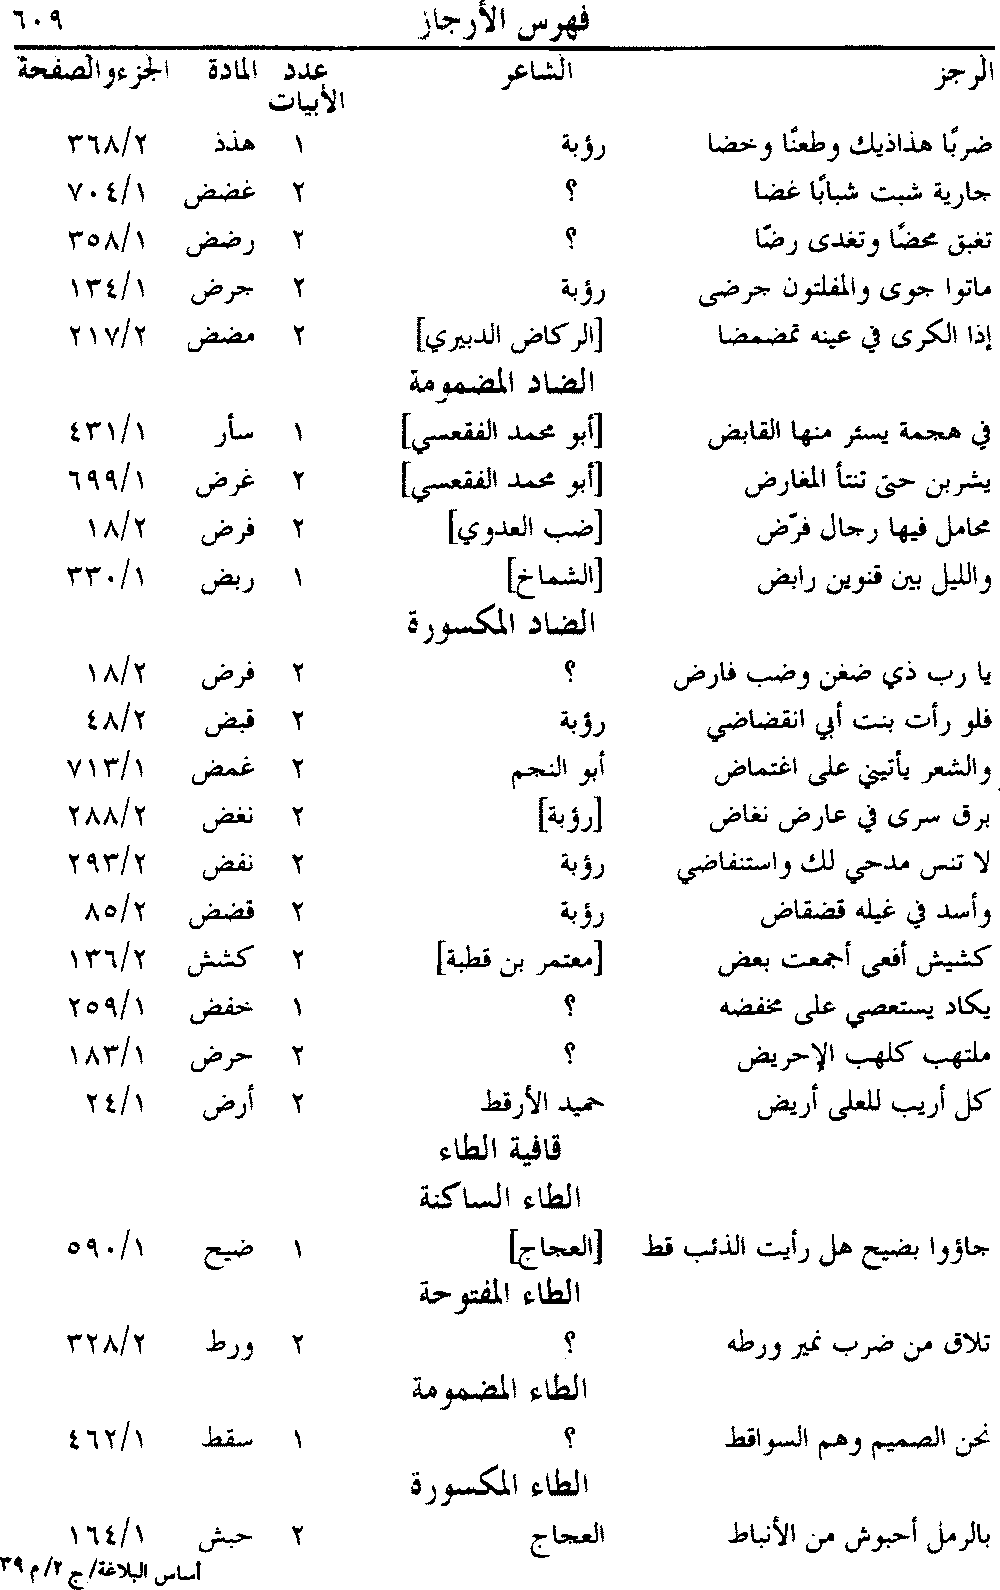 فهرس الأرجاز ٦٠٩
الرجز الشاعر عدد الأبيات المادة الجزء والصفحة
ضربًا هذاذيك وطعنًا وخضا رؤبة ١ هذذ ٣٦٨/٢
جارية شبت شبابًا غضا ؟ ٢ غضض ٧٠٤/١
تغبق محضًا وتغدى رضّا ؟ ٢ رضض ٣٥٨/١
ماتوا جوى والمفلتون جرضى رؤبة ٢ جرض ١٣٤/١
إذا الكرى في عينه تمضمضا [الركاض الدبيري] ٢ مضض ٢١٧/٢
الضاد المضمومة
في هجمة يسئر منها القابض [أبو محمد الفقعسي] ١ سأر ٤٣١/١
يشربن حتى تنتأ المغارض [أبو محمد الفقعسي] ٢ غرض ٦٩٩/١
محامل فيها رجال فرّض [ضب العدوي] ٢ فرض ١٨/٢
والليل بين قنوين رابض [الشماخ] ١ ربض ٣٣٠/١
الضاد المكسورة
يا رب ذي ضغن وضب فارض ؟ ٢ فرض ١٨/٢
فلو رأت بنت أبي انقضاضي رؤبة ٢ قبض ٤٨/٢
والشعر يأتيني على اغتماض أبو النجم ٢ غمض ٧١٣/١
برق سرى في عارض نغاض [رؤبة] ٢ نغض ٢٨٨/٢
لا تنس مدحي لك واستنفاضي رؤبة ٢ نفض ٢٩٣/٢
وأسد في غيله قضقاض رؤبة ٢ قضض ٨٥/٢
كشيش أفعى أجمعت بعض [معتمر بن قطبة] ٢ كشش ١٣٦/٢
يكاد يستعصي على مخفضه ؟ ١ خفض ٢٥٩/١
ملتهب كلهب الإحريض ؟ ٢ حرض ١٨٣/١
كل أريب للعلى أريض حميد الأرقط ٢ أرض ٢٤/١
قافية الطاء
الطاء الساكنة
جاؤوا بضيح هل رأيت الذئب قط [العجاج] ١ ضيح ٥٩٠/١
الطاء المفتوحة
تلاق من ضرب نمير ورطه ؟ ٢ ورط ٣٢٨/٢
الطاء المضمومة
نحن الصميم وهم السواقط ؟ ١ سقط ٤٦٢/١
الطاء المكسورة
بالرمل أحبوش من الأنباط العجاج ٢ حبش ١٦٤/١
أساس البلاغة/ ج ٢/ م ٣٩